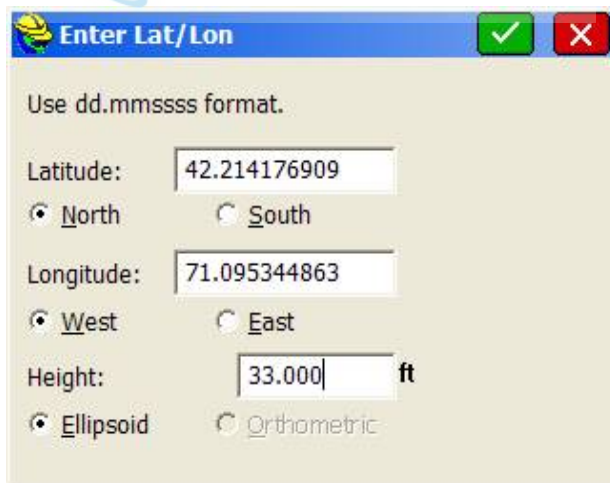 Enter Lat/Lon
Use dd.mmssss format.
Latitude: 42.214176909
North South
Longitude: 71.095344863
West East
Height: 33.000 ft
Ellipsoid Orthometric